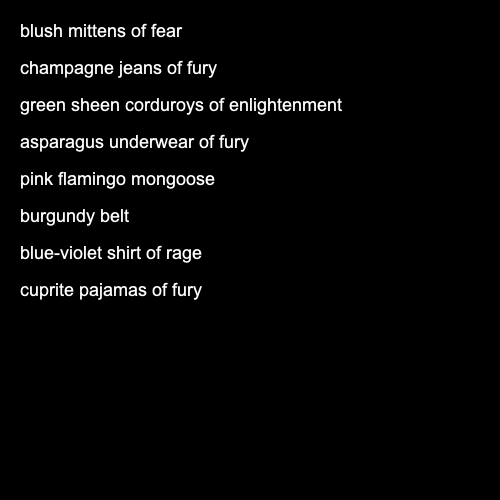 blush mittens of fear
champagne jeans of fury
green sheen corduroys of enlightenment
asparagus underwear of fury
pink flamingo mongoose
burgundy belt
blue-violet shirt of rage
cuprite pajamas of fury